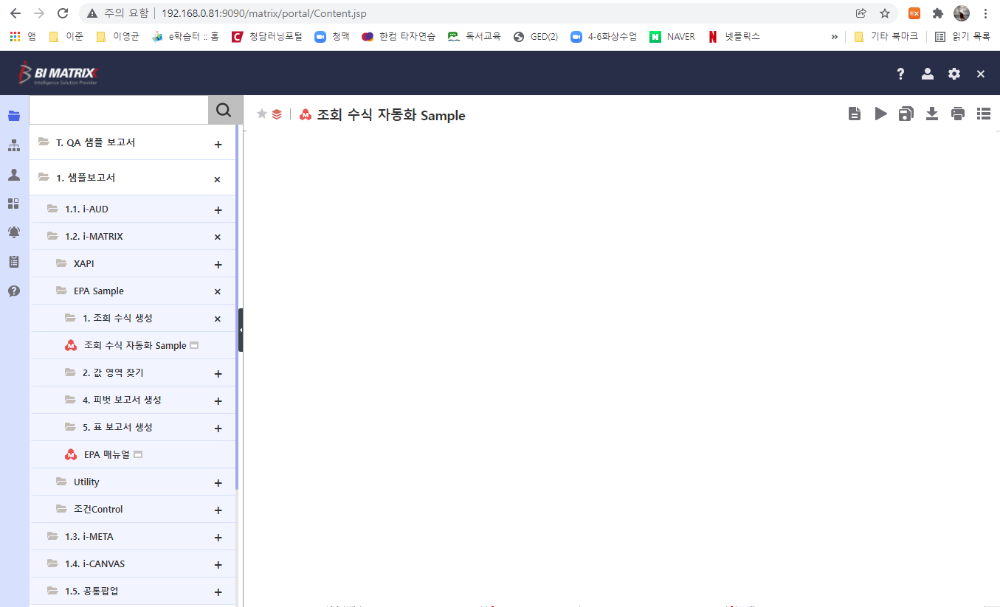 주의 요함 | 192.168.0.81:9090/matrix/portal/Content.jsp
EX
앱 이준 이영균 e학습터 :: 홈 청담러닝포털 청맥 한컴 타자연습 독서교육 GED(2) 4-6화상수업 NAVER 넷플릭스 » 기타 북마크 읽기 목록
BI MATRIX
Intelligence Solution Provider
조회 수식 자동화 Sample
T. QA 샘플 보고서
1. 샘플보고서
1.1. i-AUD
1.2. i-MATRIX
XAPI
EPA Sample
1. 조회 수식 생성
조회 수식 자동화 Sample
2. 값 영역 찾기
4. 피벗 보고서 생성
5. 표 보고서 생성
EPA 매뉴얼
Utility
조건Control
1.3. i-META
1.4. i-CANVAS
1.5. 공통팝업